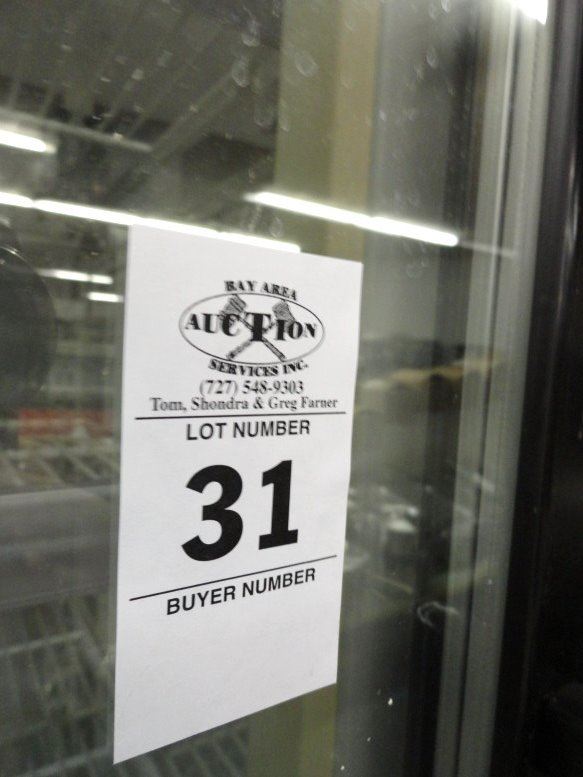 BAY AREA
AUCTION
SERVICES INC.
(727) 548-9303
Tom, Shondra & Greg Farner
LOT NUMBER
31
BUYER NUMBER